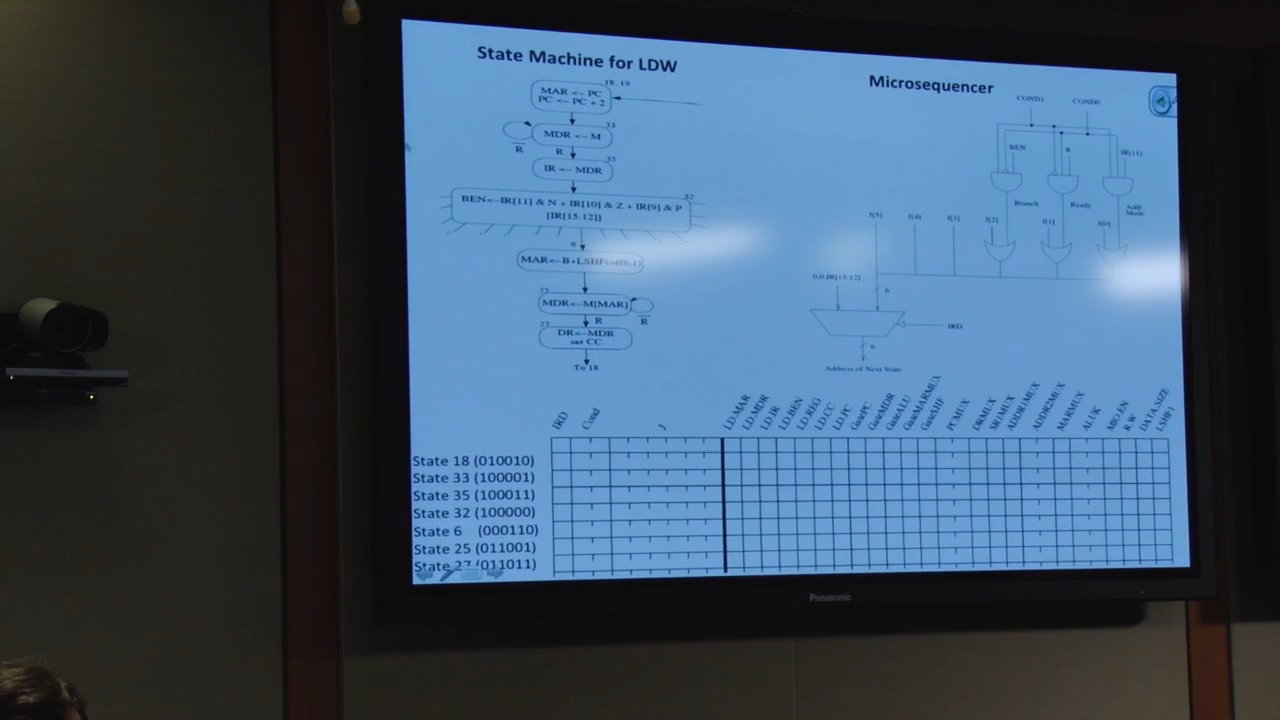 State Machine for LDW
18, 19
MAR <- PC
PC <- PC + 2
33
MDR <- M
R
R
35
IR <- MDR
32
BEN<-IR[11] & N + IR[10] & Z + IR[9] & P
[IR[15:12]]
6
MAR<-B+LSHF(off6,1)
25
MDR<-M[MAR]
R
R
27
DR<-MDR
set CC
To 18
Microsequencer
COND1 COND0
BEN R IR[11]
Branch Ready Addr.
Mode
J[5] J[4] J[3] J[2] J[1] J[0]
0,0,IR[15:12]
6
IRD
6
Address of Next State
IRD Cond J LD.MAR LD.MDR LD.IR LD.BEN LD.REG LD.CC LD.PC GatePC GateMDR GateALU GateMARMUX GateSHF PCMUX DRMUX SR1MUX ADDR1MUX ADDR2MUX MARMUX ALUK MIO.EN R.W DATA.SIZE LSHF1
State 18 (010010)
State 33 (100001)
State 35 (100011)
State 32 (100000)
State 6 (000110)
State 25 (011001)
State 27 (011011)
Panasonic